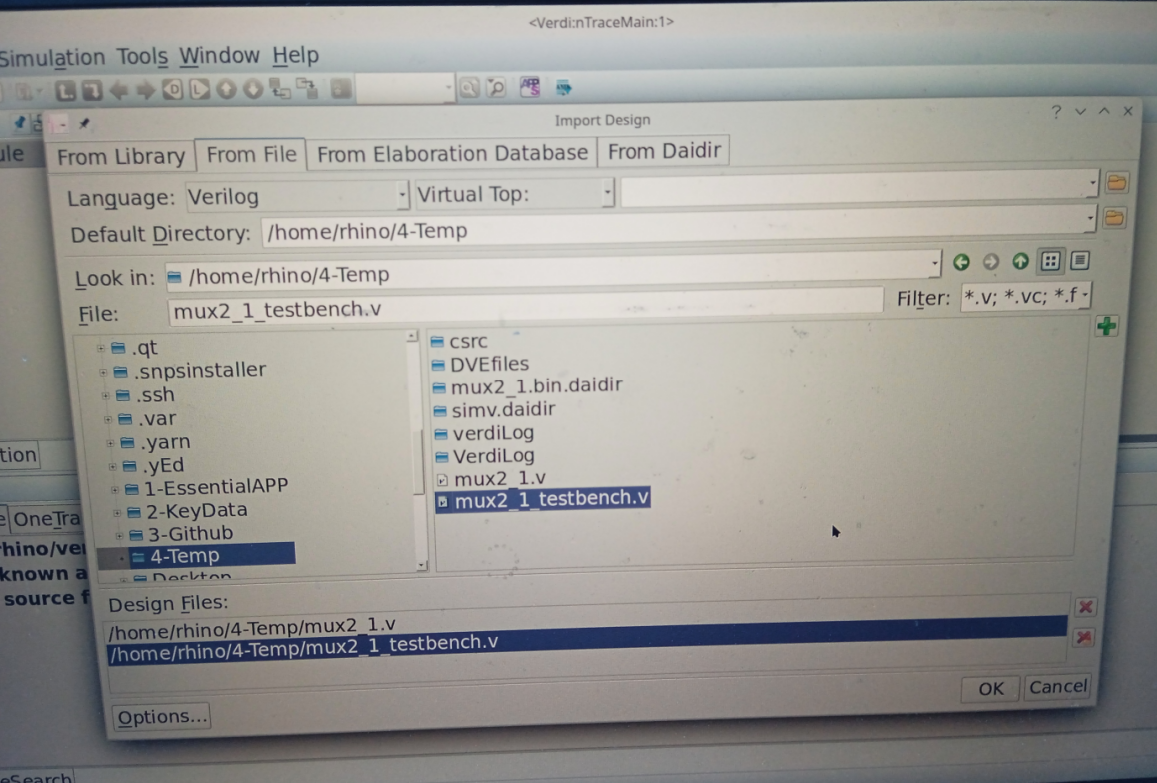 <Verdi:nTraceMain:1>
Simulation Tools Window Help
Import Design
From Library From File From Elaboration Database From Daidir
Language: Verilog Virtual Top:
Default Directory: /home/rhino/4-Temp
Look in: /home/rhino/4-Temp
File: mux2_1_testbench.v Filter: *.v; *.vc; *.f
.qt
.snpsinstaller
.ssh
.var
.yarn
.yEd
1-EssentialAPP
2-KeyData
3-Github
4-Temp
Desktop
csrc
DVEfiles
mux2_1.bin.daidir
simv.daidir
verdiLog
VerdiLog
mux2_1.v
mux2_1_testbench.v
tion
OneTra
hino/ve
known a
source f
Design Files:
/home/rhino/4-Temp/mux2_1.v
/home/rhino/4-Temp/mux2_1_testbench.v
OK Cancel
Options...
eSearch